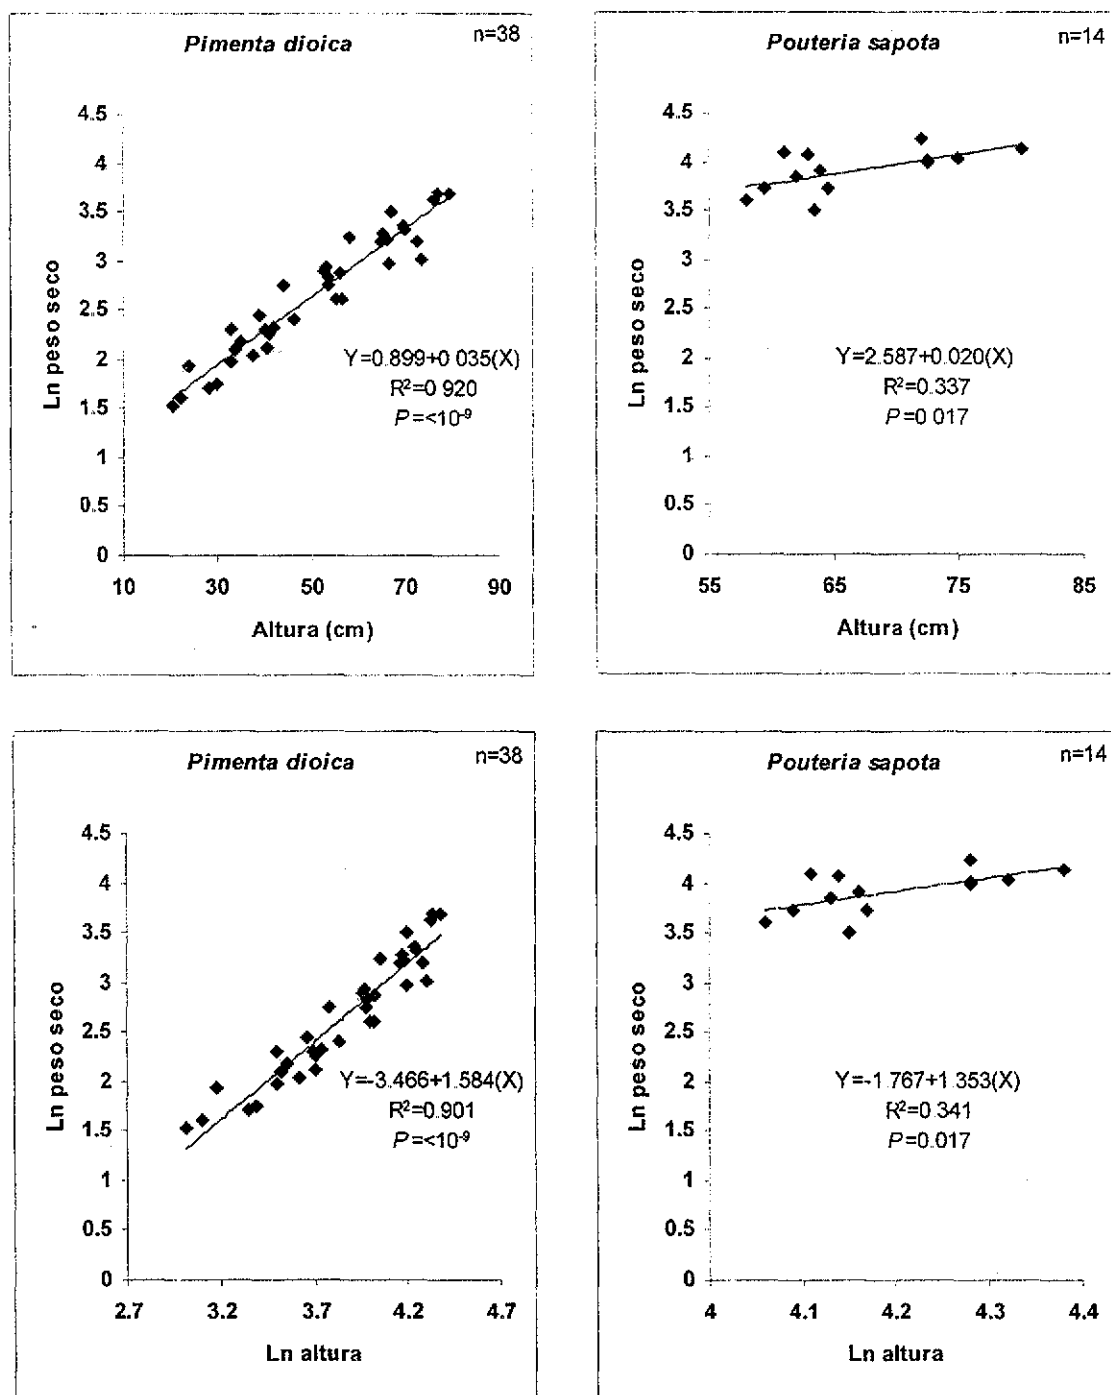 Pimenta dioica
n=38
4.5
4
3.5
3
2.5
2
1.5
1
0.5
0
Ln peso seco
Y=0.899+0 035(X)
R²=0 920
P=<10⁻⁹
10 30 50 70 90
Altura (cm)
Pouteria sapota
n=14
4.5
4
3.5
3
2.5
2
1.5
1
0.5
0
Ln peso seco
Y=2.587+0.020(X)
R²=0.337
P=0 017
55 65 75 85
Altura (cm)
Pimenta dioica
n=38
4.5
4
3.5
3
2.5
2
1.5
1
0.5
0
Ln peso seco
Y=-3.466+1.584(X)
R²=0.901
P=<10⁻⁹
2.7 3.2 3.7 4.2 4.7
Ln altura
Pouteria sapota
n=14
4.5
4
3.5
3
2.5
2
1.5
1
0.5
0
Ln peso seco
Y=-1.767+1.353(X)
R²=0.341
P=0.017
4 4.1 4.2 4.3 4.4
Ln altura